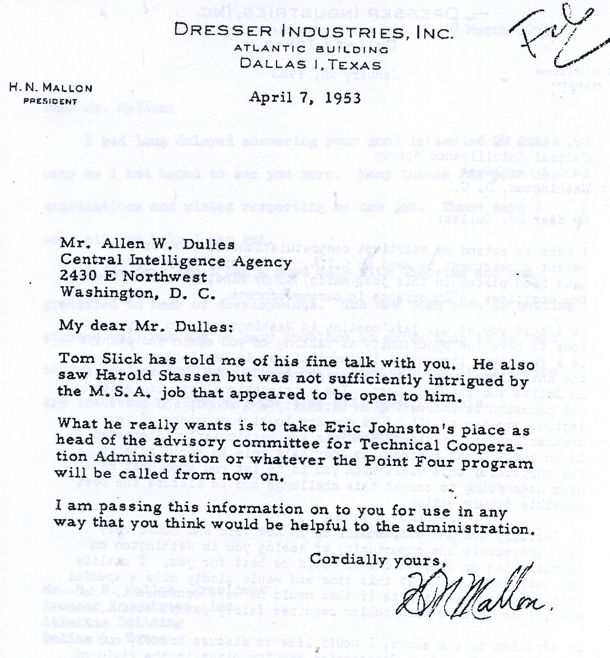 File
DRESSER INDUSTRIES, INC.
ATLANTIC BUILDING
DALLAS 1, TEXAS
H. N. MALLON
PRESIDENT
April 7, 1953
Mr. Allen W. Dulles
Central Intelligence Agency
2430 E Northwest
Washington, D. C.
My dear Mr. Dulles:
Tom Slick has told me of his fine talk with you. He also
saw Harold Stassen but was not sufficiently intrigued by
the M.S.A. job that appeared to be open to him.
What he really wants is to take Eric Johnston's place as
head of the advisory committee for Technical Coopera-
tion Administration or whatever the Point Four program
will be called from now on.
I am passing this information on to you for use in any
way that you think would be helpful to the administration.
Cordially yours,
H N Mallon.